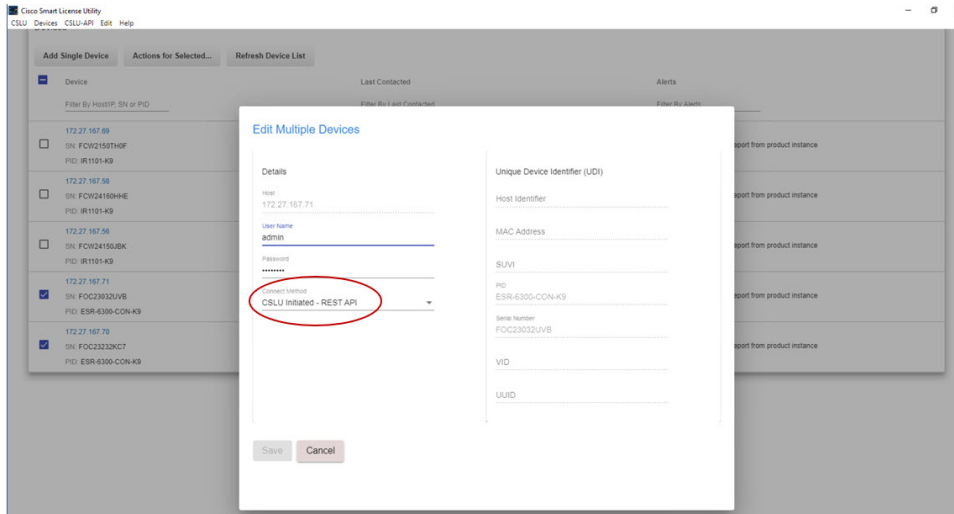 Cisco Smart License Utility
CSLU Devices CSLU-API Edit Help
Devices
Add Single Device Actions for Selected... Refresh Device List
Device Last Contacted Alerts
Filter By Host/IP, SN or PID Filter By Last Contacted Filter By Alerts
172.27.167.69
SN: FCW2150TH0F
PID: IR1101-K9
eport from product instance
172.27.167.58
SN: FCW24160HHE
PID: IR1101-K9
eport from product instance
172.27.167.56
SN: FCW24150JBK
PID: IR1101-K9
172.27.167.71
SN: FOC23032UVB
PID: ESR-6300-CON-K9
eport from product instance
172.27.167.70
SN: FOC23232KC7
PID: ESR-6300-CON-K9
eport from product instance
Edit Multiple Devices
Details
Host
172.27.167.71
User Name
admin
Password
••••••••
Connect Method
CSLU Initiated - REST API
Unique Device Identifier (UDI)
Host Identifier
MAC Address
SUVI
PID
ESR-6300-CON-K9
Serial Number
FOC23032UVB
VID
UUID
Save Cancel